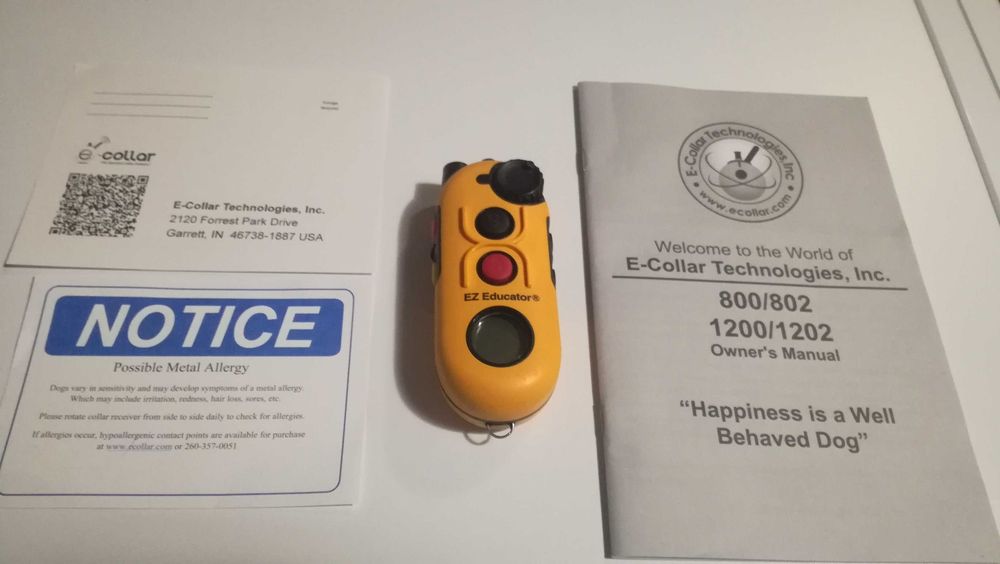 e-collar
E-Collar Technologies, Inc.
2120 Forrest Park Drive
Garrett, IN 46738-1887 USA
NOTICE
Possible Metal Allergy
Dogs vary in sensitivity and may develop symptoms of a metal allergy.
Which may include irritation, redness, hair loss, sores, etc.
Please rotate collar receiver from side to side daily to check for allergies.
If allergies occur, hypoallergenic contact points are available for purchase
at www.ecollar.com or 260-357-0051
EZ Educator®
E-Collar Technologies, Inc
• www.ecollar.com •
Welcome to the World of
E-Collar Technologies, Inc.
800/802
1200/1202
Owner's Manual
“Happiness is a Well
Behaved Dog”